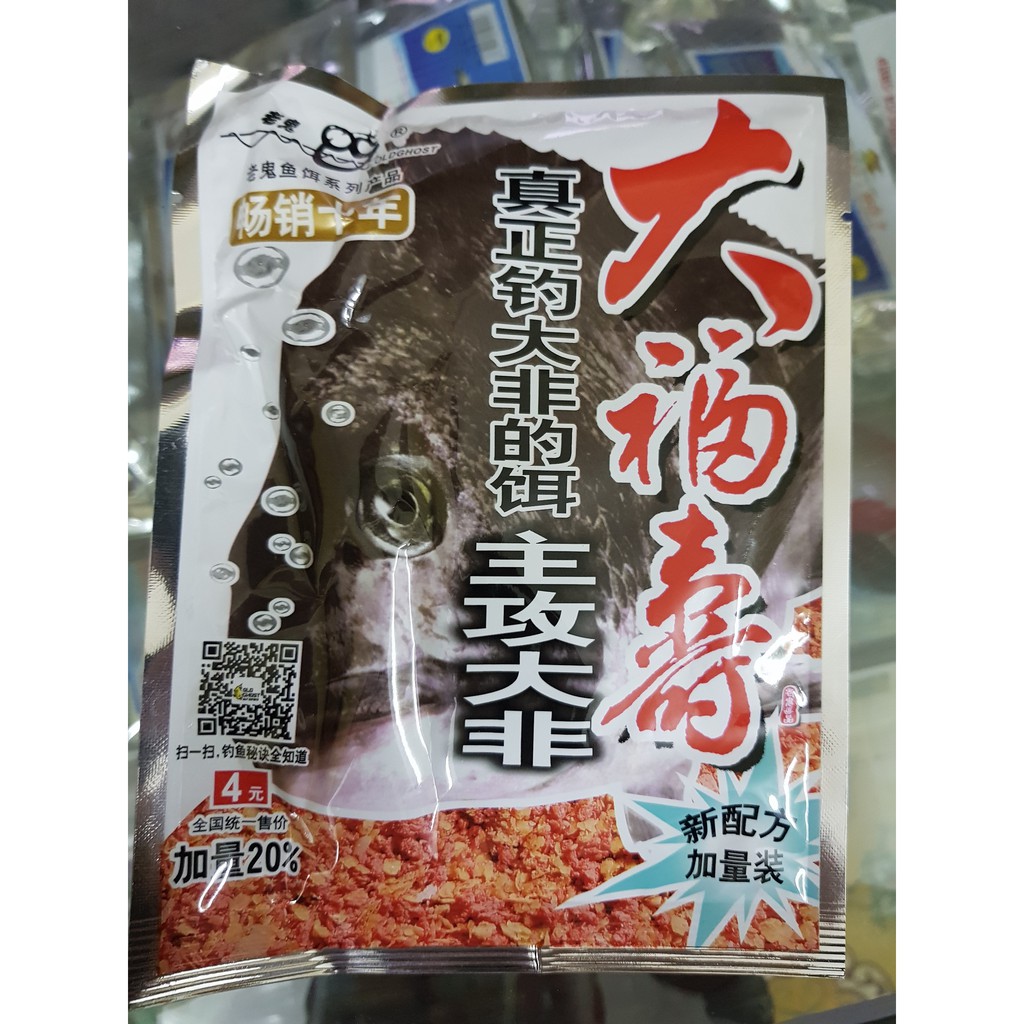 老鬼
®
OLDGHOST
老鬼鱼饵系列产品
畅销十年
大福寿
真正钓大非的饵
主攻大非
OLD
GHOST
扫一扫,钓鱼秘诀全知道
4元
全国统一售价
加量20%
新配方
加量装